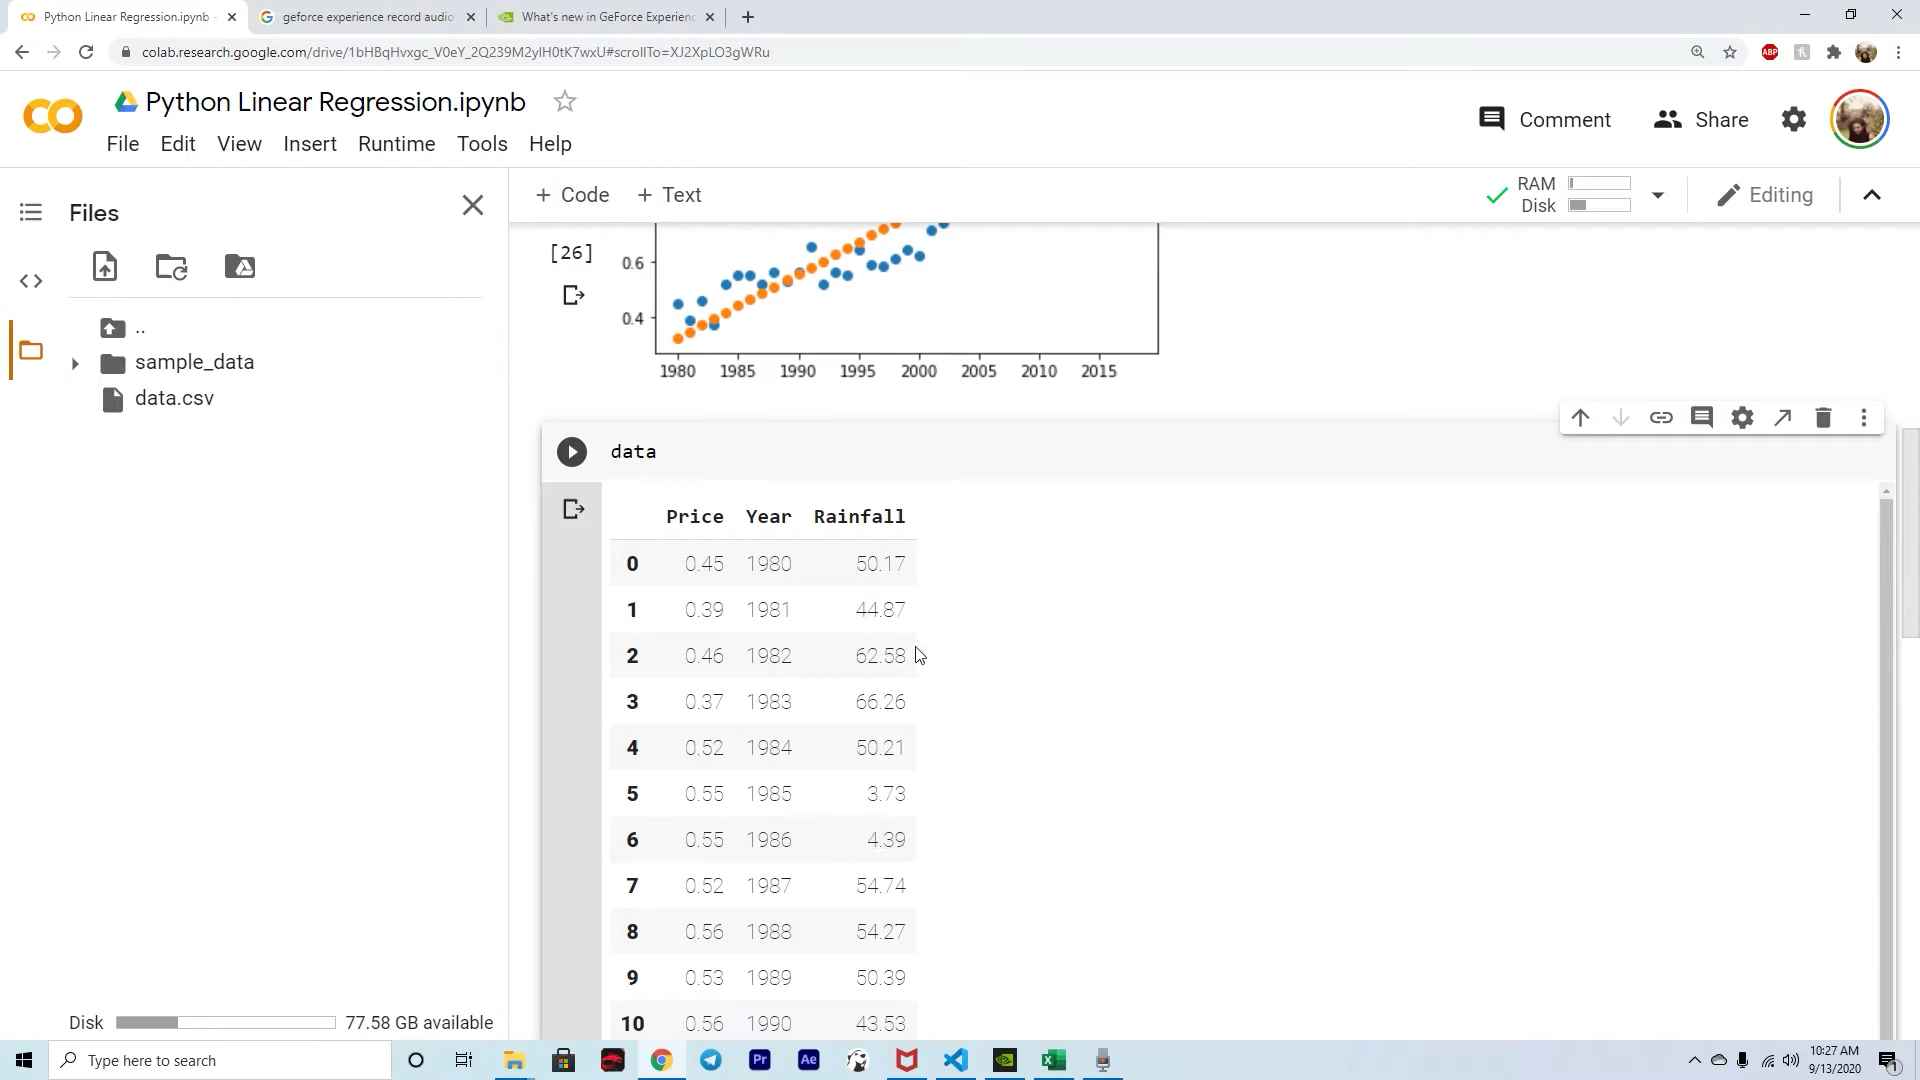 Python Linear Regression.ipynb
geforce experience record audio
What's new in GeForce Experienc
colab.research.google.com/drive/1bHBqHvxgc_V0eY_2Q239M2ylH0tK7wxU#scrollTo=XJ2XpLO3gWRu
ABP
Python Linear Regression.ipynb
File Edit View Insert Runtime Tools Help
Comment
Share
Files
+ Code + Text
RAM
Disk
Editing
..
sample_data
data.csv
[26]
0.6
0.4
1980 1985 1990 1995 2000 2005 2010 2015
data
Price Year Rainfall
0 0.45 1980 50.17
1 0.39 1981 44.87
2 0.46 1982 62.58
3 0.37 1983 66.26
4 0.52 1984 50.21
5 0.55 1985 3.73
6 0.55 1986 4.39
7 0.52 1987 54.74
8 0.56 1988 54.27
9 0.53 1989 50.39
10 0.56 1990 43.53
Disk 77.58 GB available
Type here to search
Pr
Ae
10:27 AM
9/13/2020
1